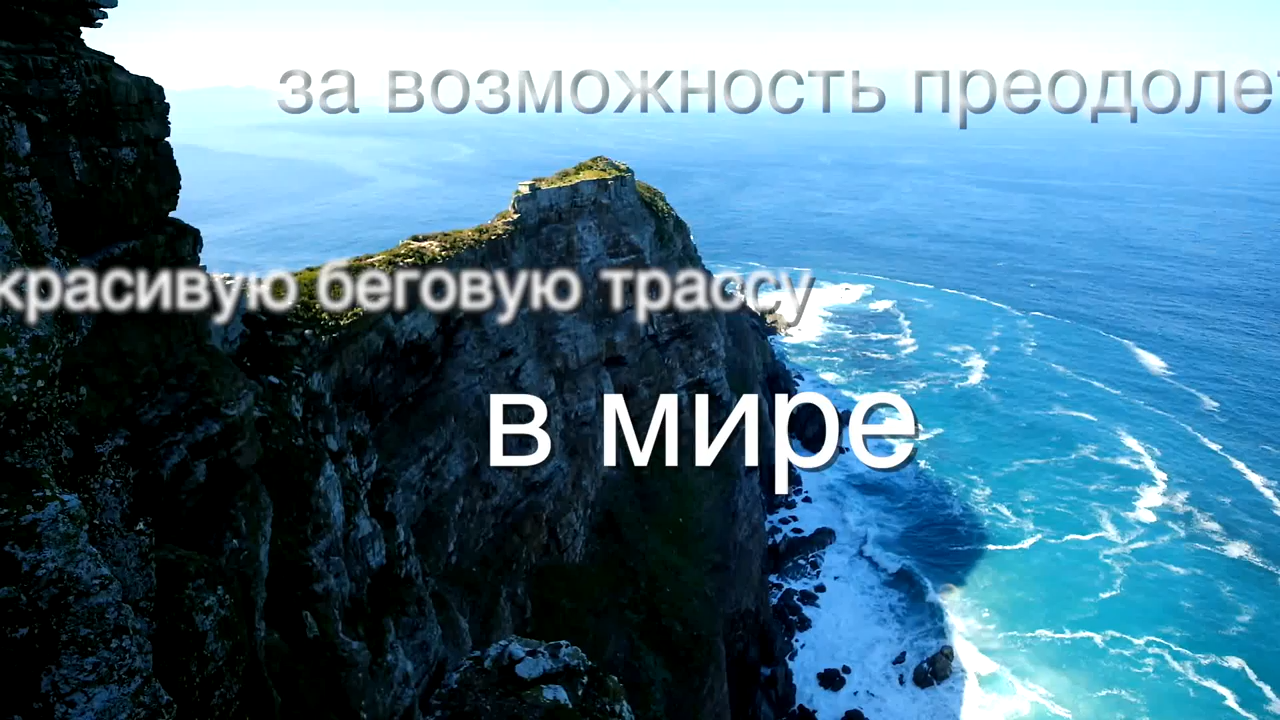 за возможность преодоле
красивую беговую трассу
в мире